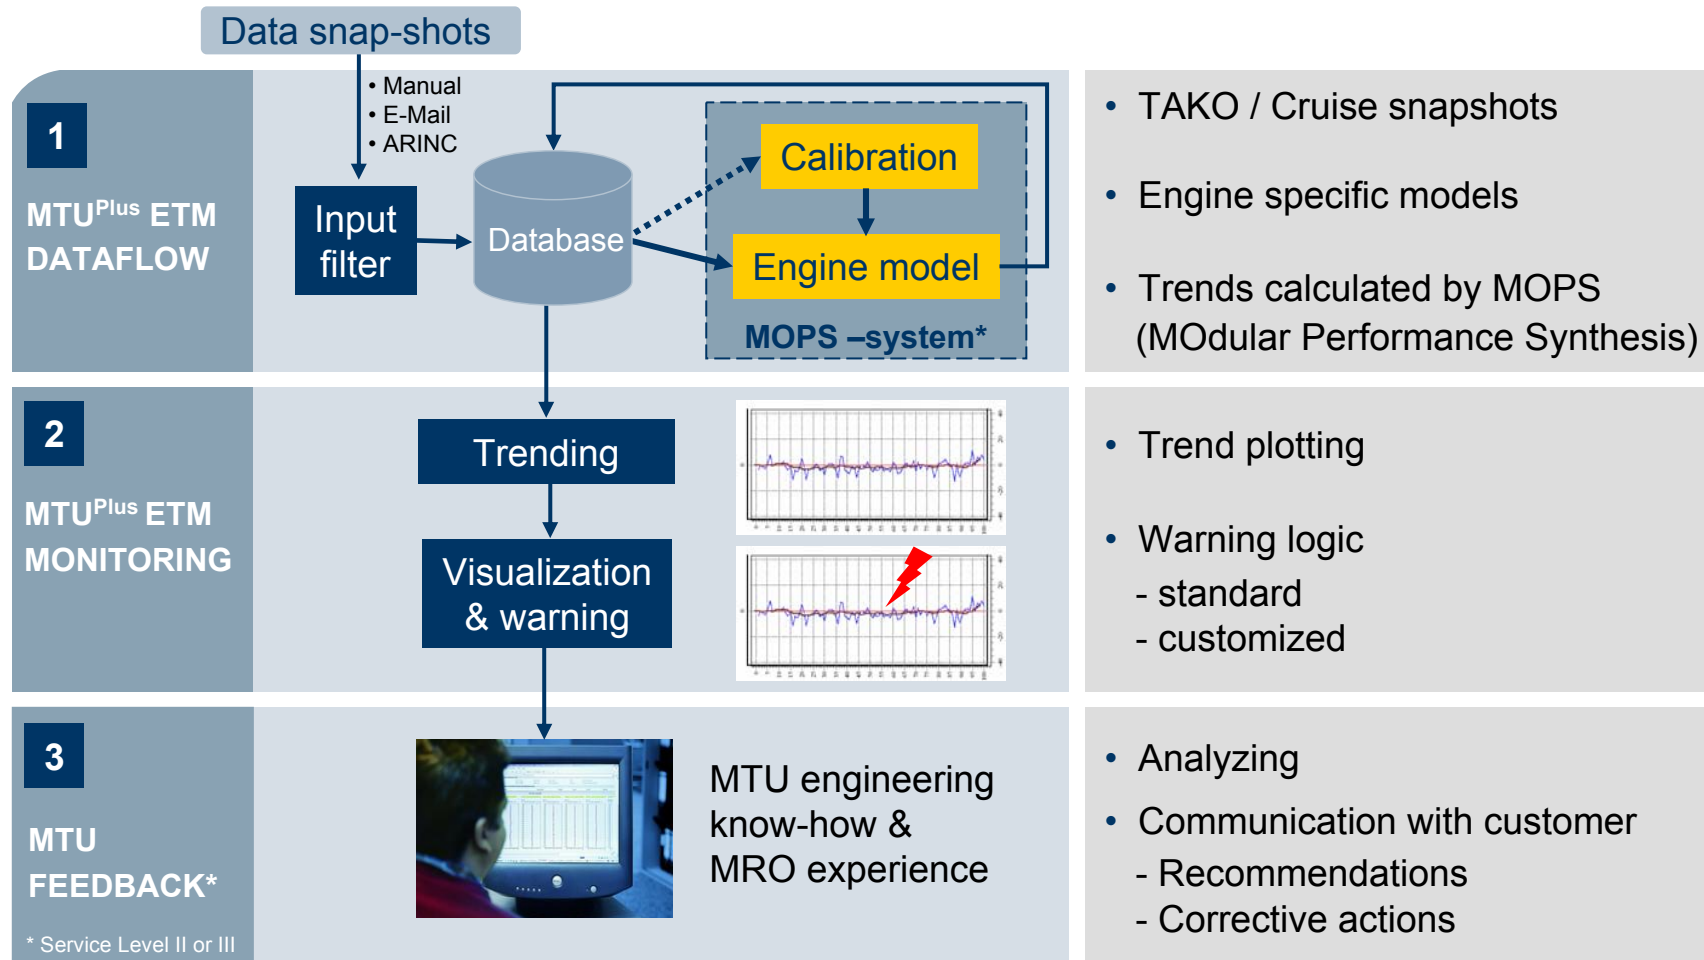 Data snap-shots
• Manual
• E-Mail
• ARINC
1
MTUPlus ETM
DATAFLOW
Input
filter
Database
Calibration
Engine model
MOPS –system*
• TAKO / Cruise snapshots
• Engine specific models
• Trends calculated by MOPS
(MOdular Performance Synthesis)
2
MTUPlus ETM
MONITORING
Trending
Visualization
& warning
• Trend plotting
• Warning logic
- standard
- customized
3
MTU
FEEDBACK*
* Service Level II or III
MTU engineering
know-how &
MRO experience
• Analyzing
• Communication with customer
- Recommendations
- Corrective actions